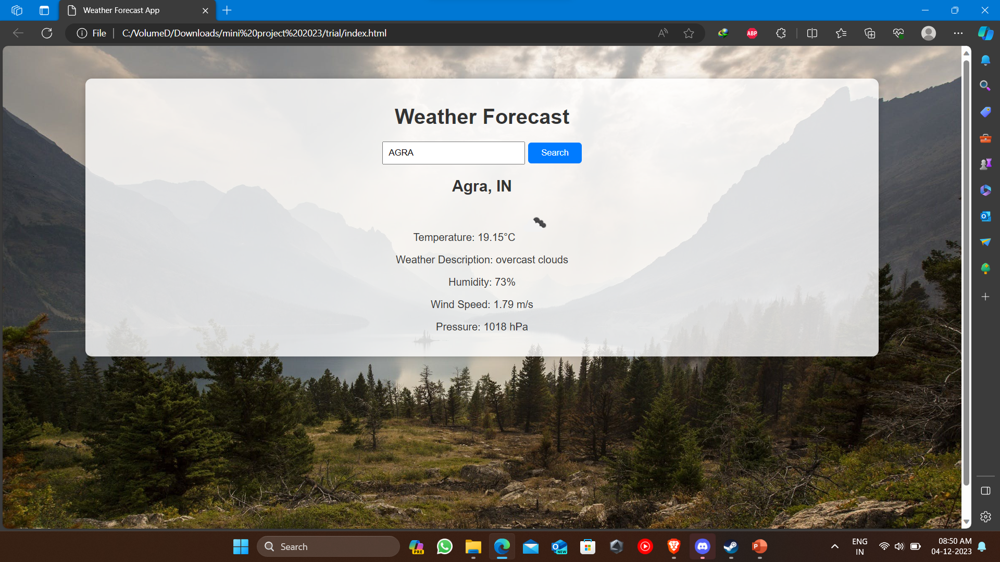 Weather Forecast App
File
C:/VolumeD/Downloads/mini%20project%202023/trial/index.html
ABP
Weather Forecast
AGRA
Search
Agra, IN
Temperature: 19.15°C
Weather Description: overcast clouds
Humidity: 73%
Wind Speed: 1.79 m/s
Pressure: 1018 hPa
Search
PRE
NEW
ENG
IN
08:50 AM
04-12-2023